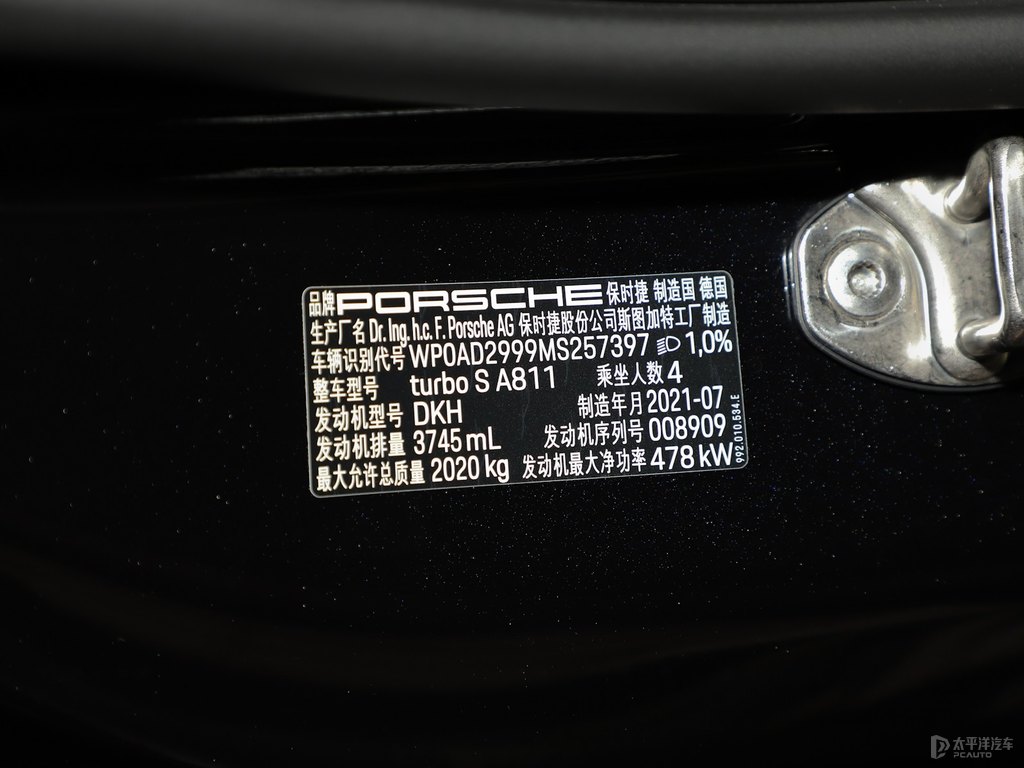 品牌 PORSCHE 保时捷 制造国 德国
生产厂名 Dr. Ing. h.c. F. Porsche AG 保时捷股份公司斯图加特工厂制造
车辆识别代号 WP0AD2999MS257397 1,0%
整车型号 turbo S A811 乘坐人数 4
发动机型号 DKH 制造年月 2021-07
发动机排量 3745 mL 发动机序列号 008909
最大允许总质量 2020 kg 发动机最大净功率 478 kW
992.010.534.E
太平洋汽车
PCAUTO